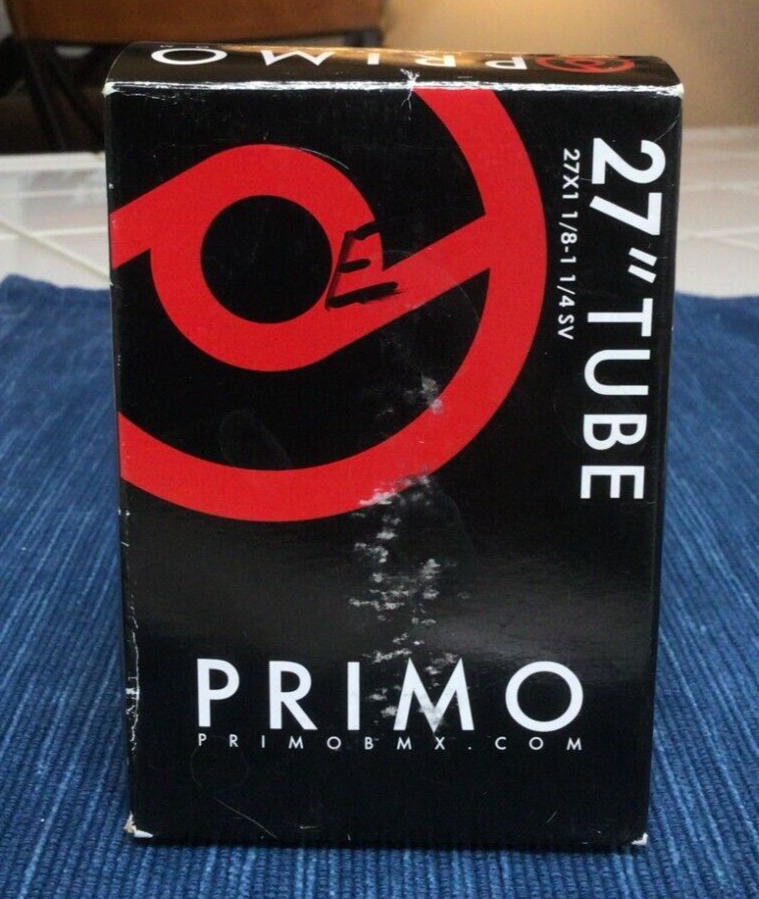 PRIMO
27" TUBE
27X1 1/8-1 1/4 SV
E
PRIMO
PRIMOBMX.COM